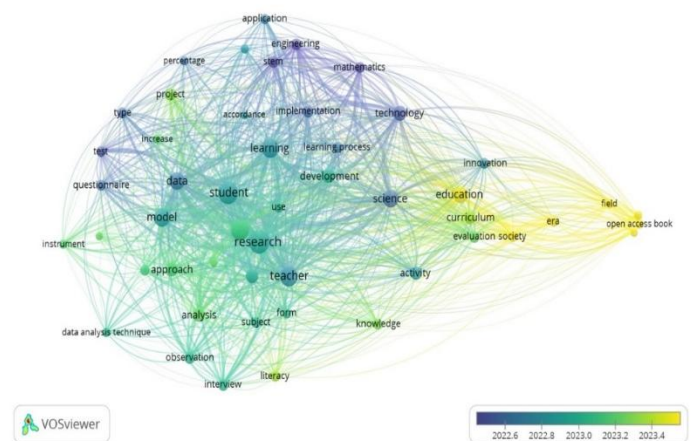 application
engineering
percentage
stem
mathematics
project
type
accordance
implementation
technology
increase
test
learning
learning process
innovation
questionnaire
data
development
student
science
education
field
model
use
curriculum
era
open access book
instrument
research
evaluation society
approach
teacher
activity
analysis
subject
form
knowledge
data analysis technique
observation
interview
literacy
VOSviewer
2022.6 2022.8 2023.0 2023.2 2023.4